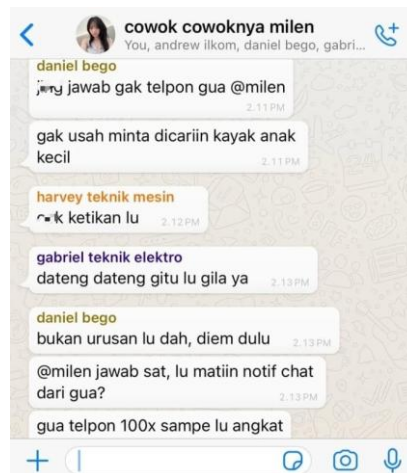 cowok cowoknya milen
You, andrew ilkom, daniel bego, gabri...
daniel bego
jawab gak telpon gua @milen
2.11 PM
gak usah minta dicariin kayak anak
kecil
2.11 PM
harvey teknik mesin
ketikan lu
2.12 PM
gabriel teknik elektro
dateng dateng gitu lu gila ya
2.13 PM
daniel bego
bukan urusan lu dah, diem dulu
2.13 PM
@milen jawab sat, lu matiin notif chat
dari gua?
2.13 PM
gua telpon 100x sampe lu angkat